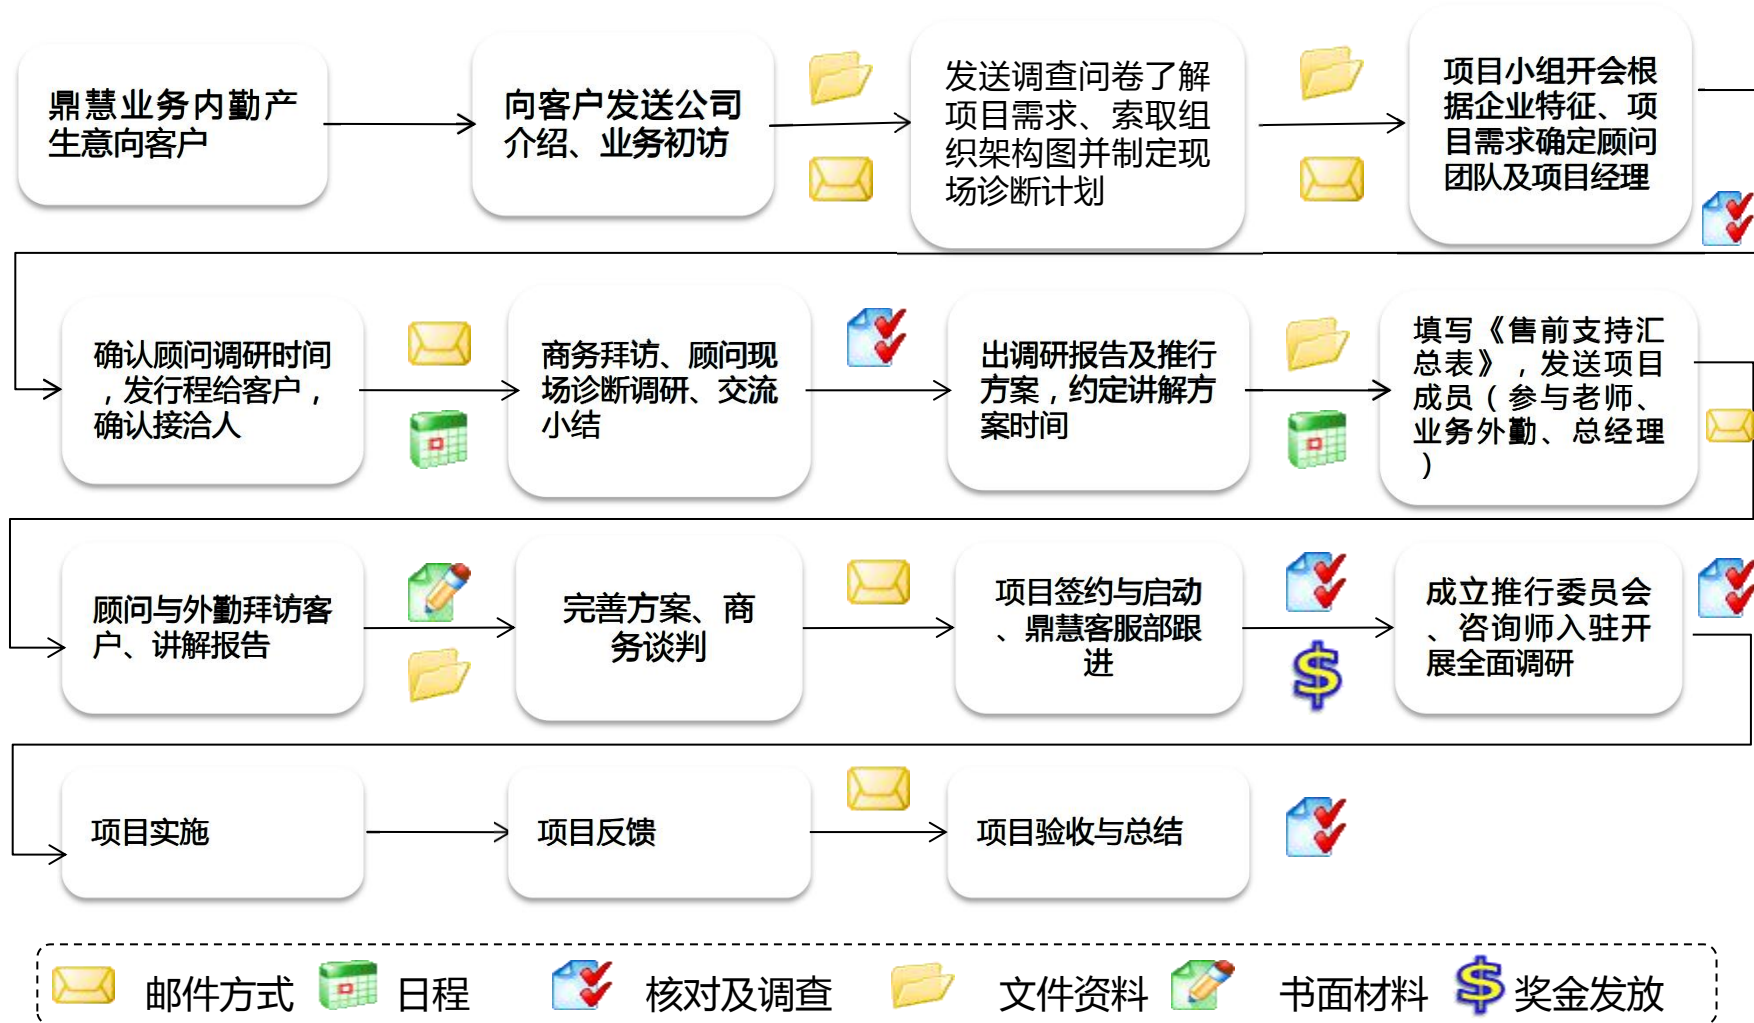 鼎慧业务内勤产
生意向客户
向客户发送公司
介绍、业务初访
发送调查问卷了解
项目需求、索取组
织架构图并制定现
场诊断计划
项目小组开会根
据企业特征、项
目需求确定顾问
团队及项目经理
确认顾问调研时间
，发行程给客户，
确认接洽人
商务拜访、顾问现
场诊断调研、交流
小结
出调研报告及推行
方案，约定讲解方
案时间
填写《售前支持汇
总表》，发送项目
成员（参与老师、
业务外勤、总经理
）
顾问与外勤拜访客
户、讲解报告
完善方案、商
务谈判
项目签约与启动
、鼎慧客服部跟
进
成立推行委员会
、咨询师入驻开
展全面调研
项目实施
项目反馈
项目验收与总结
邮件方式 日程 核对及调查 文件资料 书面材料 奖金发放